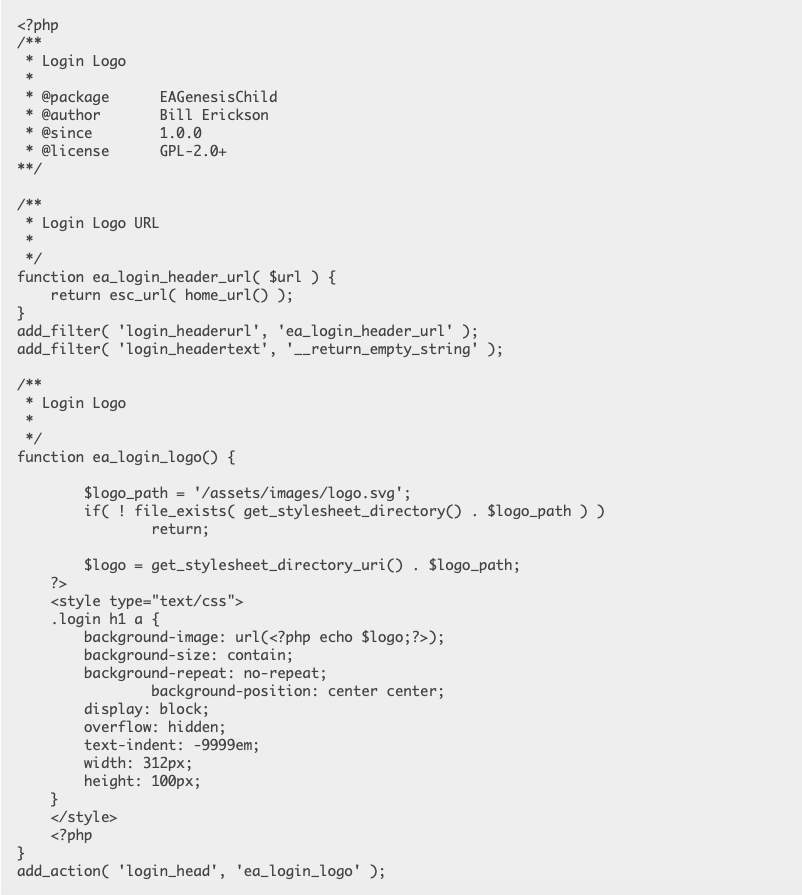 <?php
/**
 * Login Logo
 *
 * @package      EAGenesisChild
 * @author       Bill Erickson
 * @since        1.0.0
 * @license      GPL-2.0+
**/

/**
 * Login Logo URL
 *
 */
function ea_login_header_url( $url ) {
    return esc_url( home_url() );
}
add_filter( 'login_headerurl', 'ea_login_header_url' );
add_filter( 'login_headertext', '__return_empty_string' );

/**
 * Login Logo
 *
 */
function ea_login_logo() {

        $logo_path = '/assets/images/logo.svg';
        if( ! file_exists( get_stylesheet_directory() . $logo_path ) )
                return;

        $logo = get_stylesheet_directory_uri() . $logo_path;
    ?>
    <style type="text/css">
    .login h1 a {
        background-image: url(<?php echo $logo;?>);
        background-size: contain;
        background-repeat: no-repeat;
                background-position: center center;
        display: block;
        overflow: hidden;
        text-indent: -9999em;
        width: 312px;
        height: 100px;
    }
    </style>
    <?php
}
add_action( 'login_head', 'ea_login_logo' );